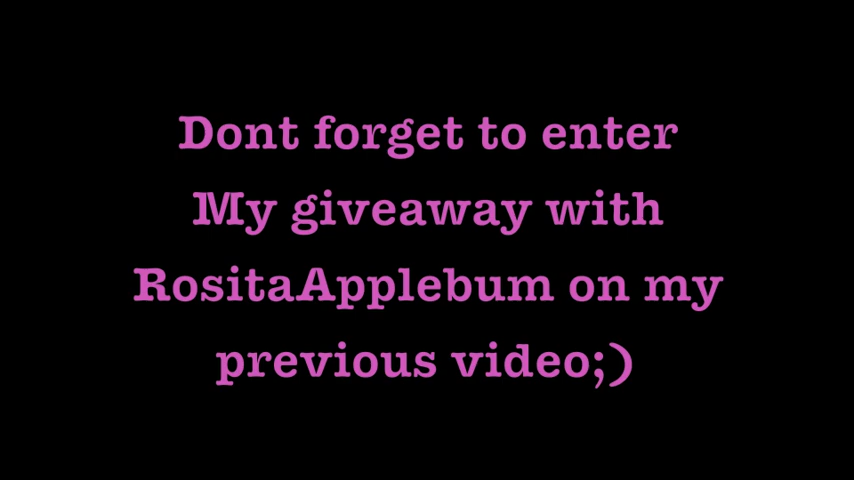 Dont forget to enter
My giveaway with
RositaApplebum on my
previous video;)